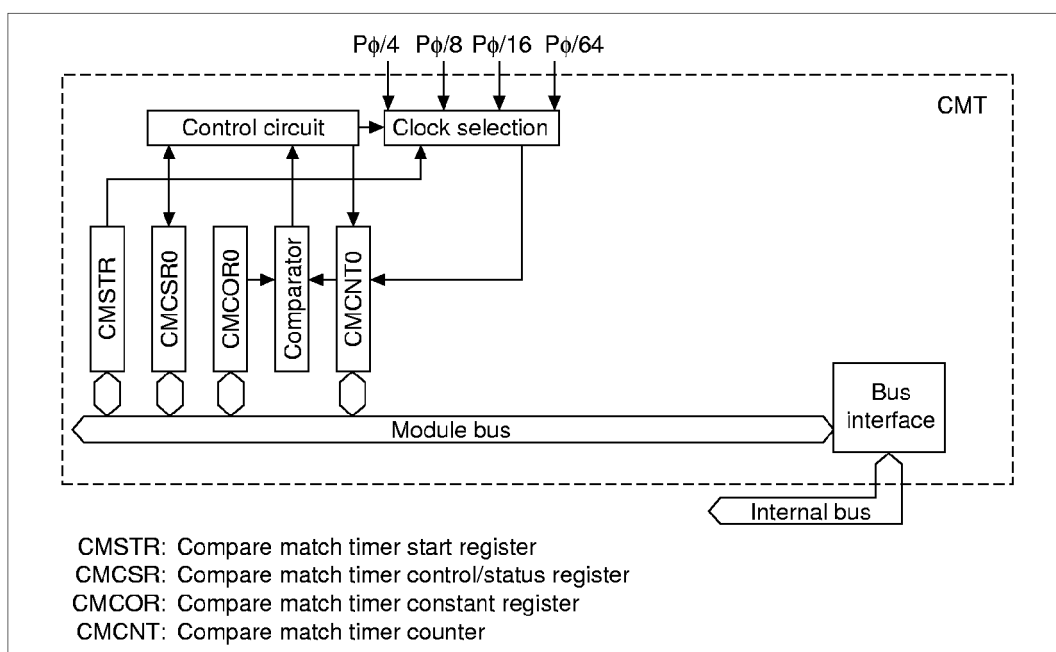 Pφ/4 Pφ/8 Pφ/16 Pφ/64
CMT
Control circuit
Clock selection
CMSTR
CMCSR0
CMCOR0
Comparator
CMCNT0
Bus
interface
Module bus
Internal bus
CMSTR: Compare match timer start register
CMCSR: Compare match timer control/status register
CMCOR: Compare match timer constant register
CMCNT: Compare match timer counter